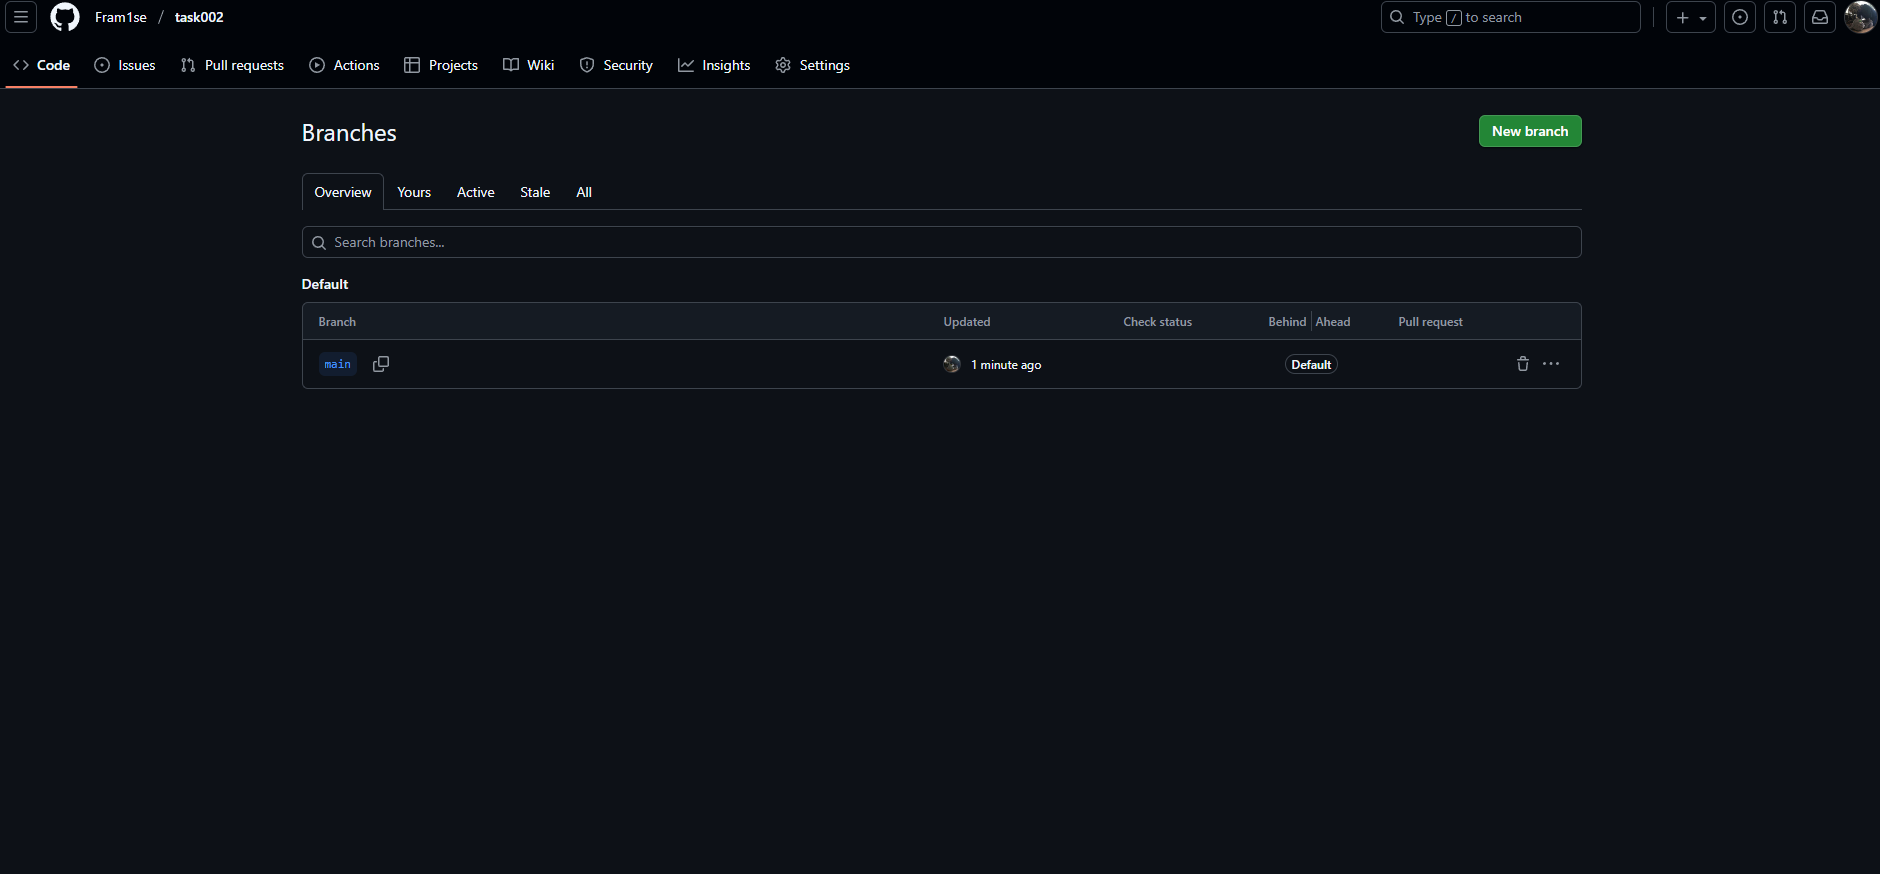 Fram1se / task002
Type / to search
Code Issues Pull requests Actions Projects Wiki Security Insights Settings
Branches
New branch
Overview Yours Active Stale All
Search branches...
Default
Branch Updated Check status Behind Ahead Pull request
main 1 minute ago Default